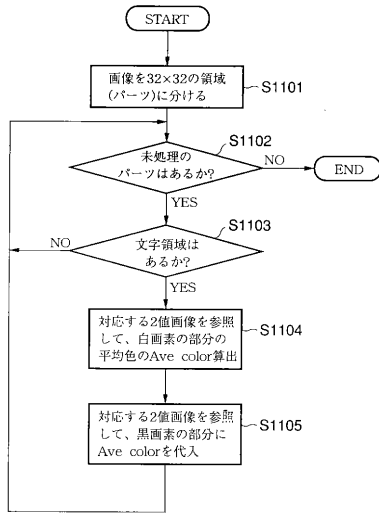 START
画像を32×32の領域
(パーツ)に分ける
S1101
S1102
未処理の
パーツはあるか?
NO
END
YES
S1103
文字領域は
あるか?
NO
YES
対応する2値画像を参照
して、白画素の部分の
平均色のAve color算出
S1104
対応する2値画像を参照
して、黒画素の部分に
Ave colorを代入
S1105